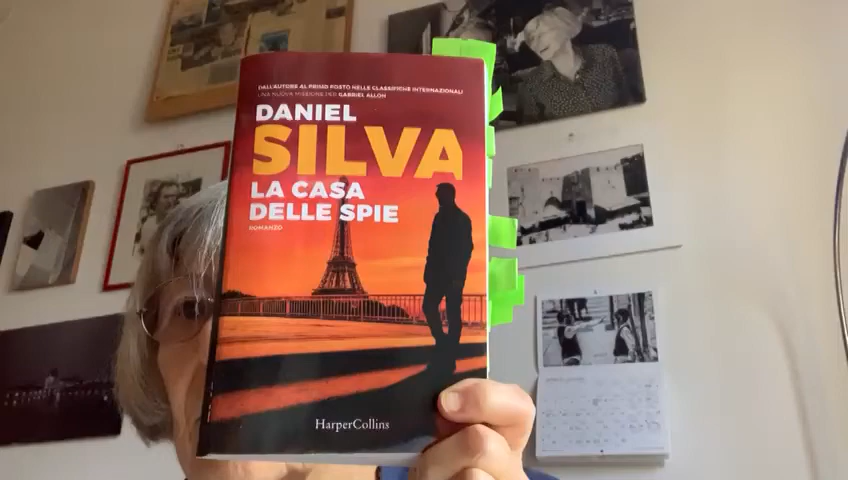 DALL'AUTORE AL PRIMO POSTO NELLE CLASSIFICHE INTERNAZIONALI
UNA NUOVA MISSIONE PER GABRIEL ALLON
DANIEL
SILVA
LA CASA
DELLE SPIE
ROMANZO
HarperCollins